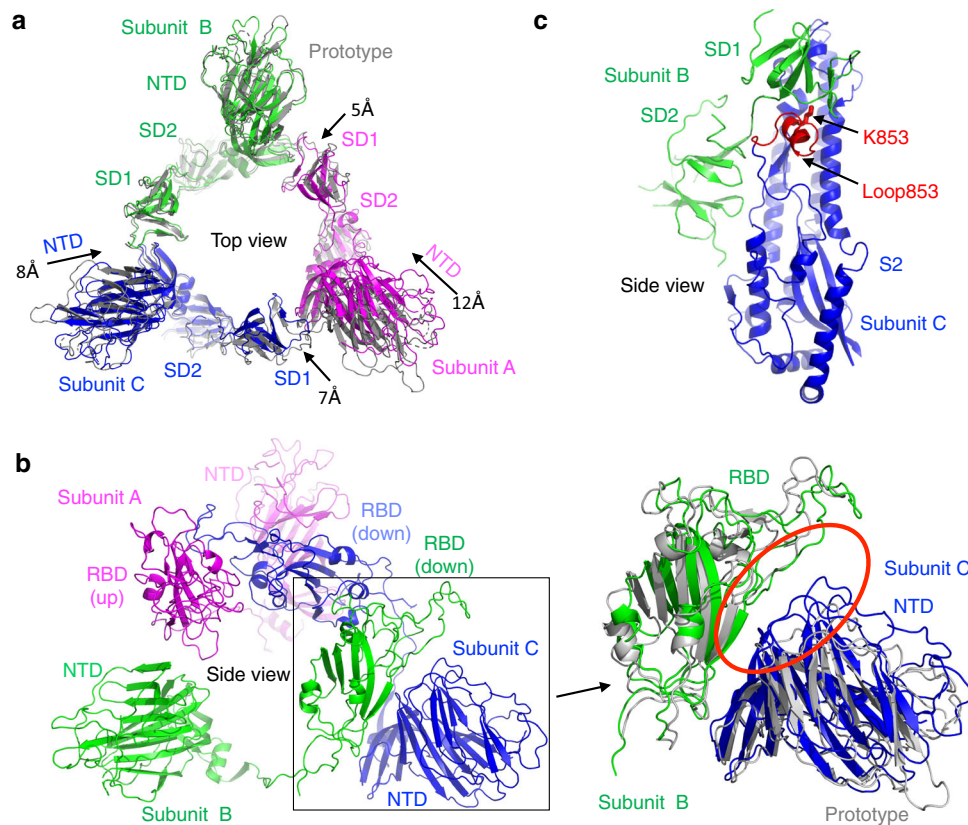 a
Subunit B
Prototype
NTD
5Å
SD2
SD1
SD1
SD2
NTD
Top view
NTD
8Å
12Å
Subunit C
SD2
SD1
Subunit A
7Å
c
SD1
Subunit B
SD2
K853
Loop853
Side view
S2
Subunit C
b
NTD
Subunit A
RBD
(down)
RBD
(down)
RBD
(up)
Subunit C
NTD
Side view
NTD
Subunit B
RBD
Subunit C
NTD
Subunit B
Prototype